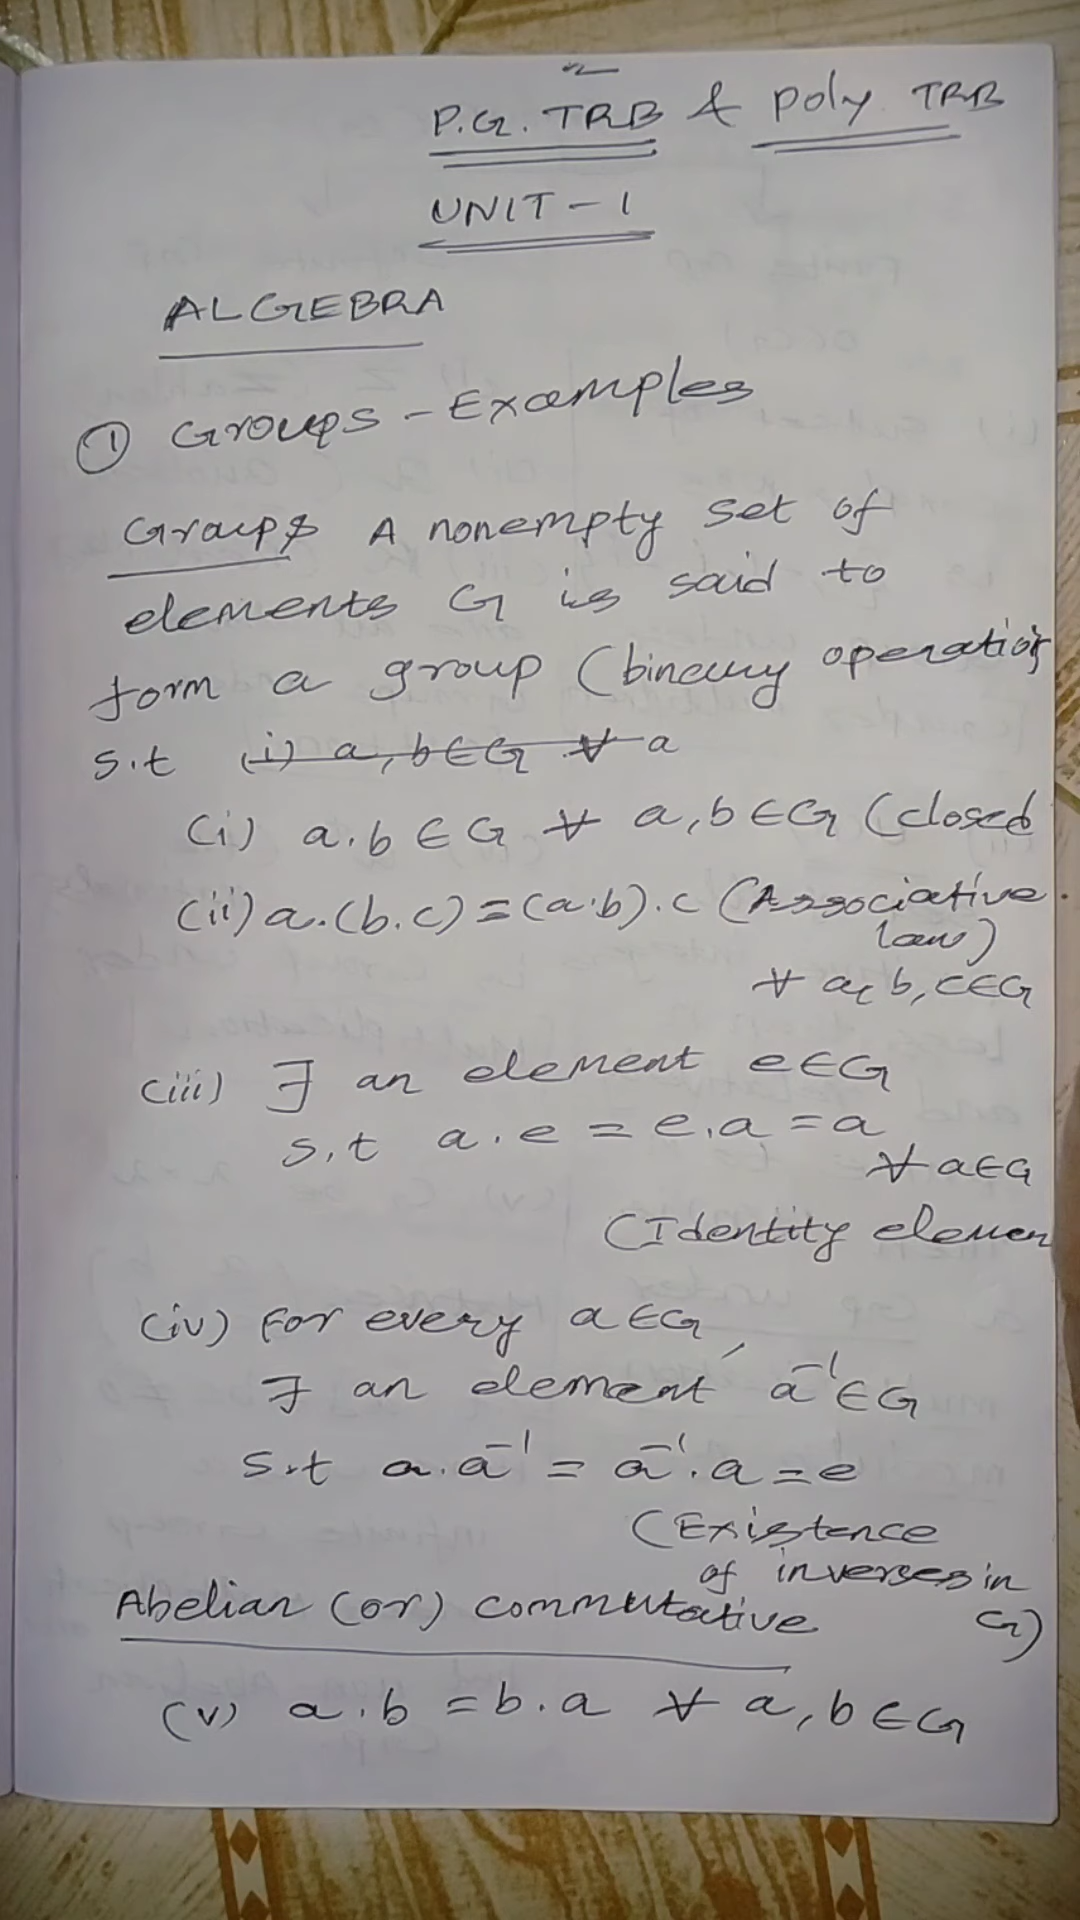 P.G. TRB & Poly TRB
UNIT - 1
ALGEBRA
① Groups - Examples
Groups A nonempty set of
elements G is said to
form a group (binary operation
s.t (i) a, b∈G ∀ a
(i) a.b ∈ G ∀ a,b∈G (closed
(ii) a.(b.c) = (a.b).c (Associative
law)
∀ a, b, c∈G
(iii) ∃ an element e∈G
s.t a.e = e.a = a
∀ a∈G
(Identity elemen
(iv) For every a∈G,
∃ an element a⁻¹∈G
s.t a.a⁻¹ = a⁻¹.a = e
(Existence
of inverses in
G)
Abelian (or) commutative
(v) a.b = b.a ∀ a, b ∈ G